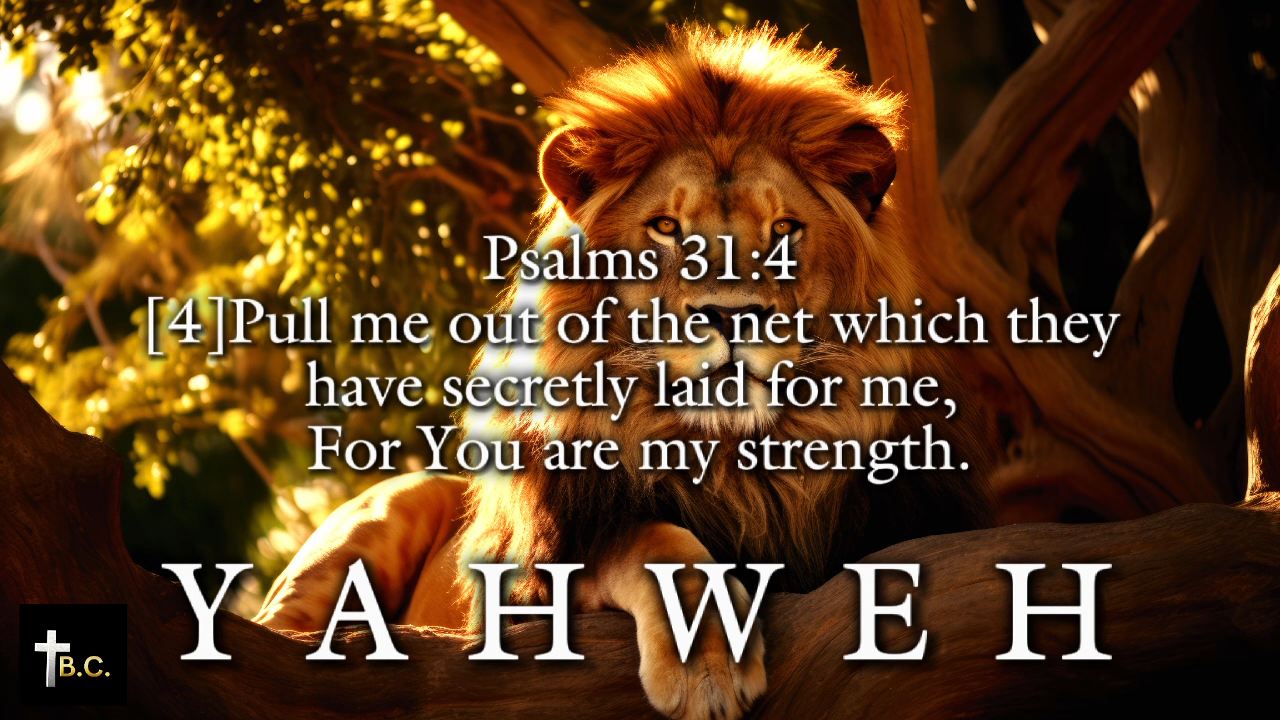 Psalms 31:4
[4]Pull me out of the net which they
have secretly laid for me,
For You are my strength.
YAHWEH
B.C.